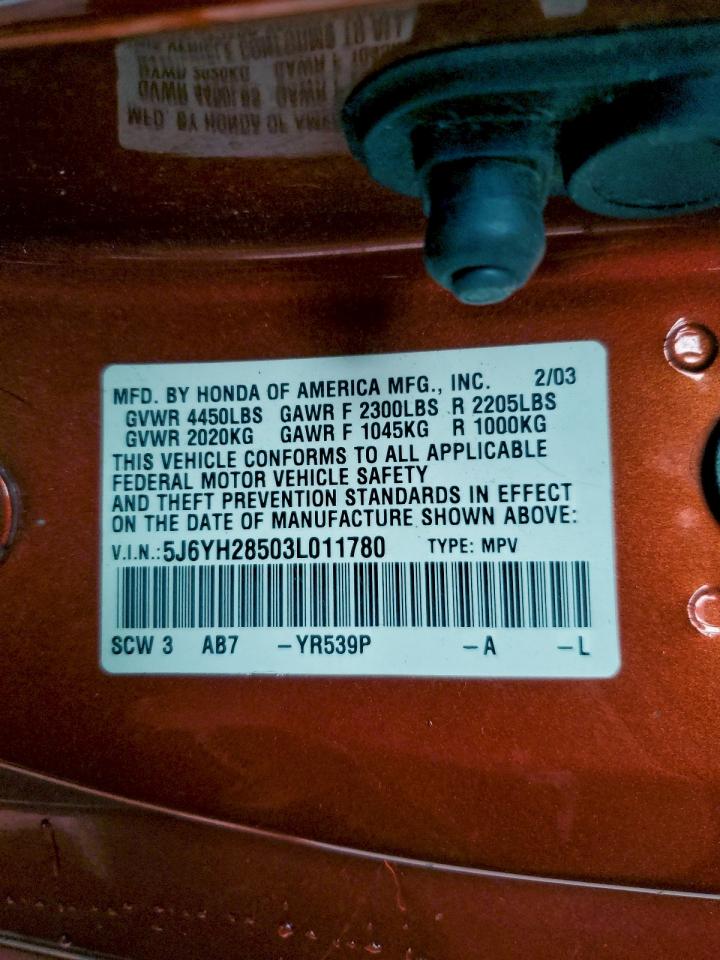 MFD. BY HONDA OF AMERICA MFG., INC. 2/03
GVWR 4450LBS GAWR F 2300LBS R 2205LBS
GVWR 2020KG GAWR F 1045KG R 1000KG
THIS VEHICLE CONFORMS TO ALL APPLICABLE
FEDERAL MOTOR VEHICLE SAFETY
AND THEFT PREVENTION STANDARDS IN EFFECT
ON THE DATE OF MANUFACTURE SHOWN ABOVE:
V.I.N.:5J6YH28503L011780 TYPE: MPV
SCW 3 AB7 –YR539P –A –L